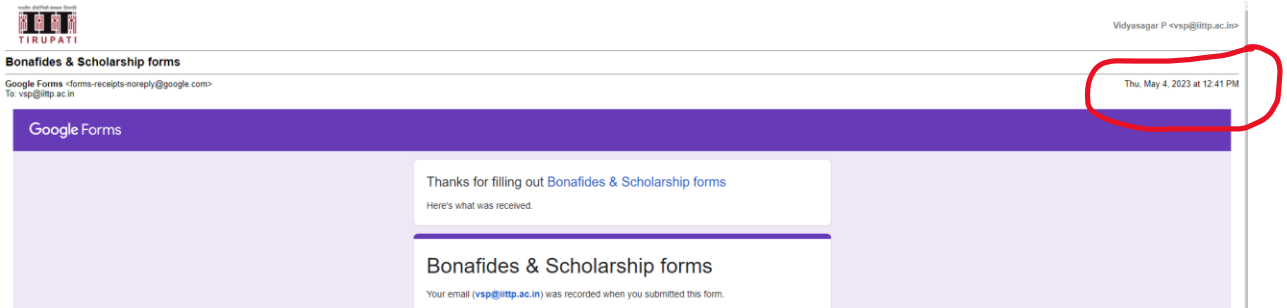 TIRUPATI
Vidyasagar P <vsp@iittp.ac.in>
Bonafides & Scholarship forms
Google Forms <forms-receipts-noreply@google.com>
Thu, May 4, 2023 at 12:41 PM
To: vsp@iittp.ac.in
Google Forms
Thanks for filling out Bonafides & Scholarship forms
Here's what was received.
Bonafides & Scholarship forms
Your email (vsp@iittp.ac.in) was recorded when you submitted this form.